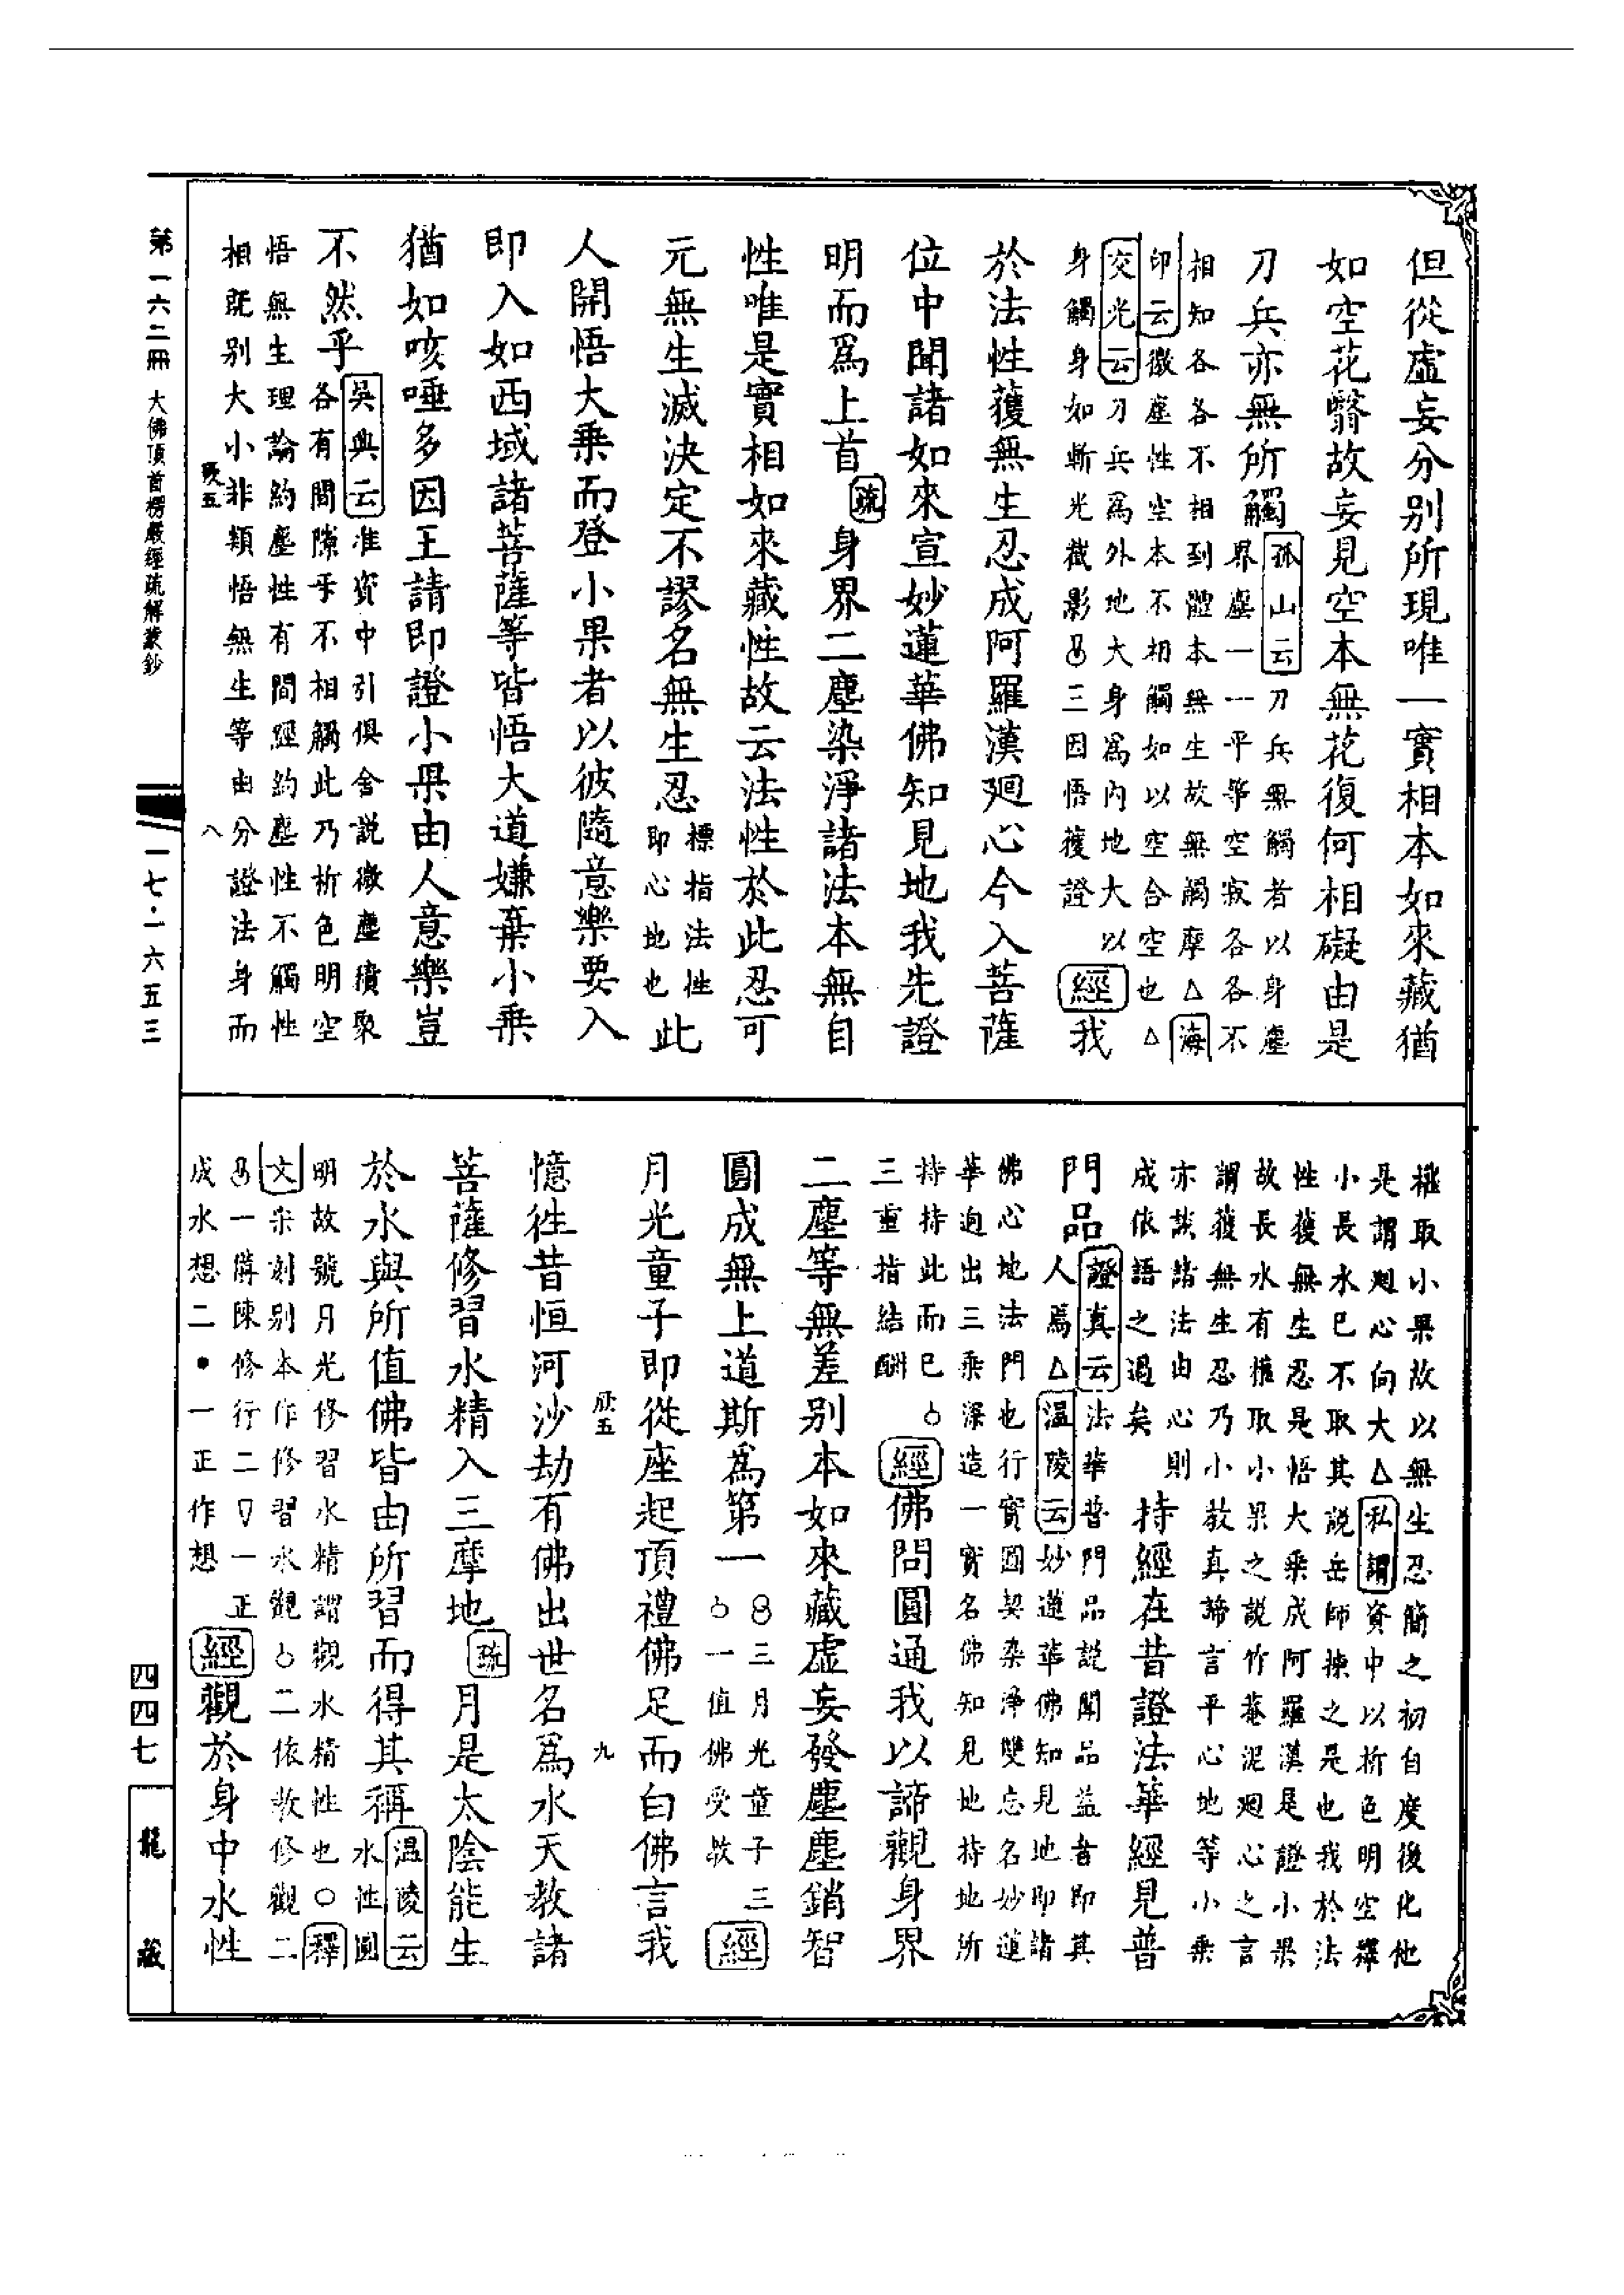 但從虛妄分別所現唯一實相本如來藏猶
如空花翳故妄見空本無花復何相礙由是
刀兵亦無所觸孤山云刀兵無觸者以身塵
界塵一一平等空寂各各不
相知各各不相到體本無生故無觸摩△海
印云微塵性空本不相觸如以空合空也△
交光云刀兵為外地大身為內地大以
身觸身如斬光截影三因悟獲證
經我
於法性獲無生忍成阿羅漢廻心今入菩薩
位中聞諸如來宣妙蓮華佛知見地我先證
明而爲上首疏身界二塵染淨諸法本無自
性唯是實相如來藏性故云法性於此忍可
元無生滅決定不謬名無生忍標指法性
即心地也
此
人開悟大乘而登小果者以彼隨意樂要入
即入如西域諸菩薩等皆悟大道嫌棄小乘
猶如咳唾多因王請即證小果由人意樂豈
不然乎吳興云准資中引俱舍說微塵積聚
各有間隙乎不相觸此乃析色明空
悟無生理論約塵性有間經約塵性不觸性
相既別大小非類悟無生等由分證法身而
權取小果故以無生忍簡之初自度後化他
是謂廻心向大△私謂資中以析色明空釋
小長水已不取其說岳師揀之是也我於法
性獲無生忍是悟大乘成阿羅漢是證小果
故長水有權取小果之說竹菴泥廻心之言
謂獲無生忍乃小教真諦言平心地等小乘
亦談諸法由心則
成依語之過矣
持經在昔證法華經見普
門品證真云法華普門品說聞品益者即其
人焉△温陵云妙蓮華佛知見地即諸
佛心地法門也行實圓契染淨雙忘名妙蓮
華迥出三乘深造一實名佛知見地持地所
持持此而已
三重指結酬
經佛問圓通我以諦觀身界
二塵等無差別本如來藏虛妄發塵塵銷智
圓成無上道斯爲第一三月光童子三
一值佛受教
經
月光童子即從座起頂禮佛足而白佛言我
憶往昔恒河沙劫有佛出世名爲水天教諸
菩薩修習水精入三摩地疏月是太陰能生
於水與所值佛皆由所習而得其稱温陵云
水性圓
明故號月光修習水精謂觀水精性也○釋
文朱刻別本作修習水觀二依教修觀二
一牒陳修行二一正
成水想二●一正作想
經觀於身中水性
第一六二冊
大佛頂首楞嚴經疏解蒙鈔
一七·一六五三
四四七
龍藏
八
九